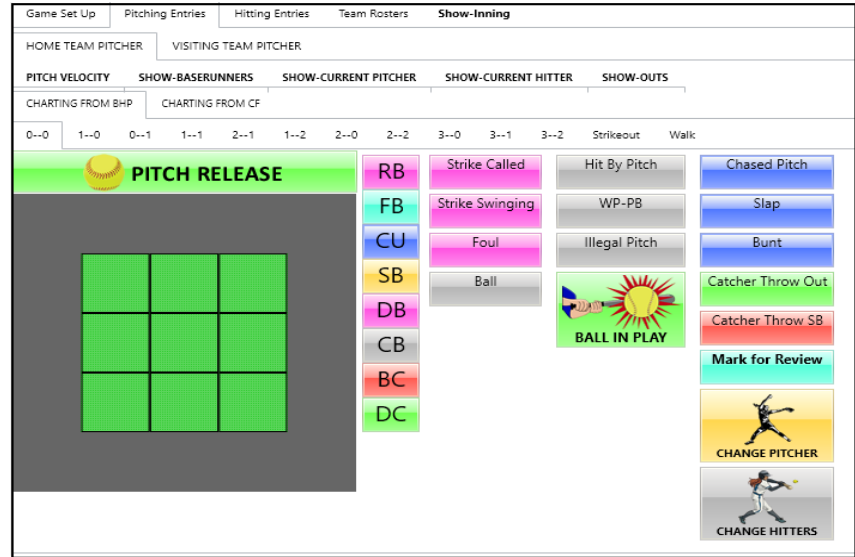 Game Set Up Pitching Entries Hitting Entries Team Rosters Show-Inning
HOME TEAM PITCHER VISITING TEAM PITCHER
PITCH VELOCITY SHOW-BASERUNNERS SHOW-CURRENT PITCHER SHOW-CURRENT HITTER SHOW-OUTS
CHARTING FROM BHP CHARTING FROM CF
0--0 1--0 0--1 1--1 2--1 1--2 2--0 2--2 3--0 3--1 3--2 Strikeout Walk
PITCH RELEASE
RB
FB
CU
SB
DB
CB
BC
DC
Strike Called
Strike Swinging
Foul
Ball
Hit By Pitch
WP-PB
Illegal Pitch
BALL IN PLAY
Chased Pitch
Slap
Bunt
Catcher Throw Out
Catcher Throw SB
Mark for Review
CHANGE PITCHER
CHANGE HITTERS